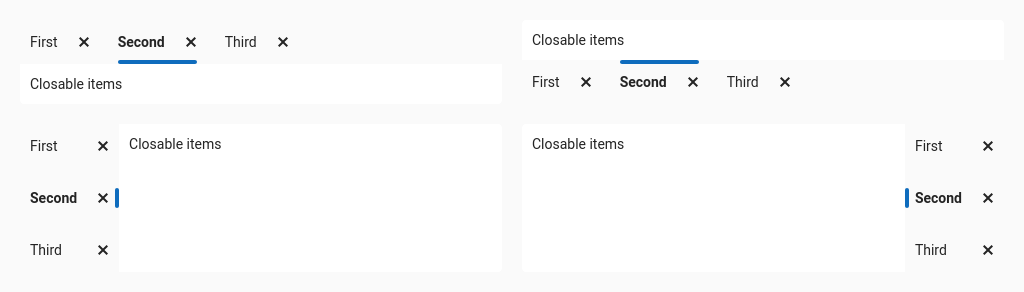 First ✕ Second ✕ Third ✕
Closable items
Closable items
First ✕ Second ✕ Third ✕
First ✕
Second ✕
Third ✕
Closable items
Closable items
First ✕
Second ✕
Third ✕